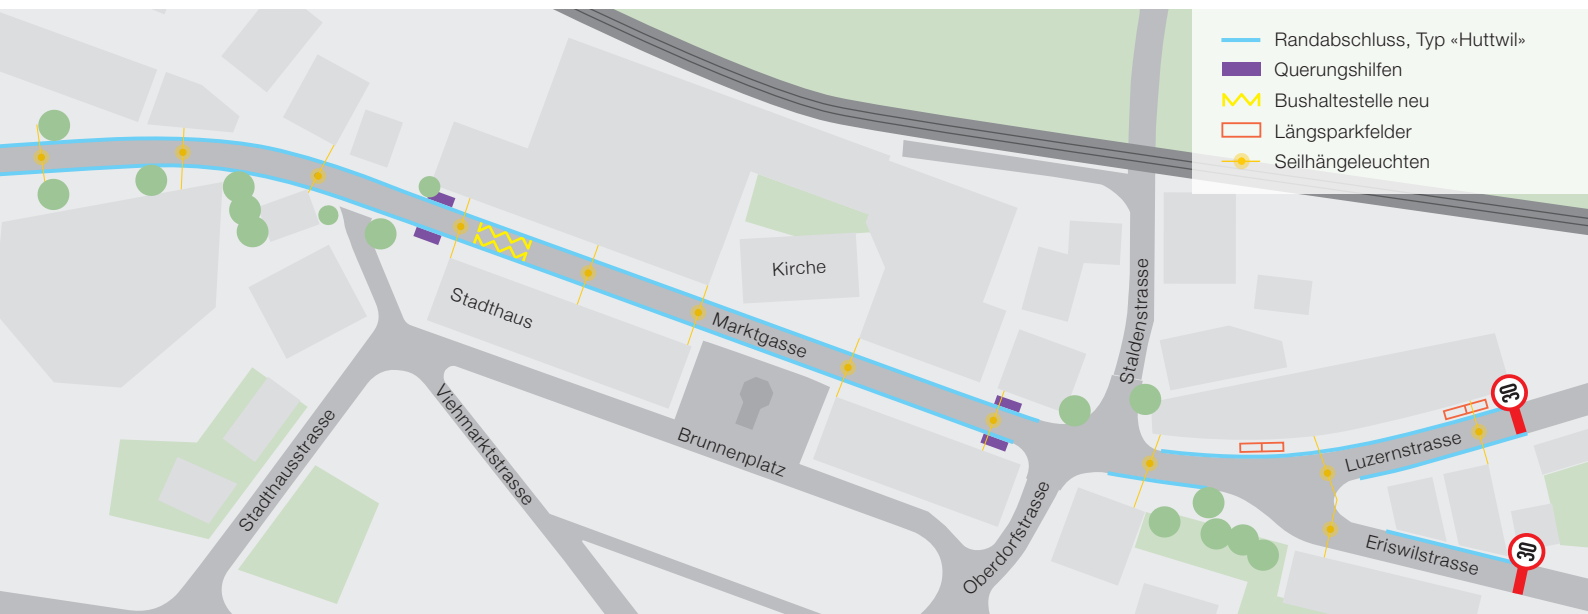 Randabschluss, Typ «Huttwil»
Querungshilfen
Bushaltestelle neu
Längsparkfelder
Seilhängeleuchten
Kirche
Stadthaus
Marktgasse
Staldenstrasse
30
Luzernstrasse
Viehmarktstrasse
Stadthausstrasse
Brunnenplatz
Oberdorfstrasse
Eriswilstrasse
30